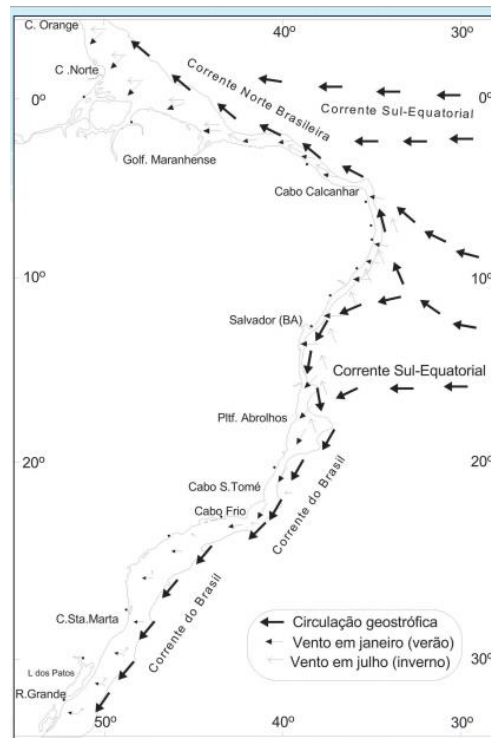 C. Orange
40º
30º
C .Norte
Corrente Norte Brasileira
0º
0º
Corrente Sul-Equatorial
Golf. Maranhense
Cabo Calcanhar
10º
10º
Salvador (BA)
Corrente Sul-Equatorial
Pltf. Abrolhos
20º
20º
Cabo S.Tomé
Cabo Frio
Corrente do Brasil
C.Sta.Marta
Corrente do Brasil
Circulação geostrófica
Vento em janeiro (verão)
Vento em julho (inverno)
L dos Patos
30º
R.Grande
50º
40º
30º